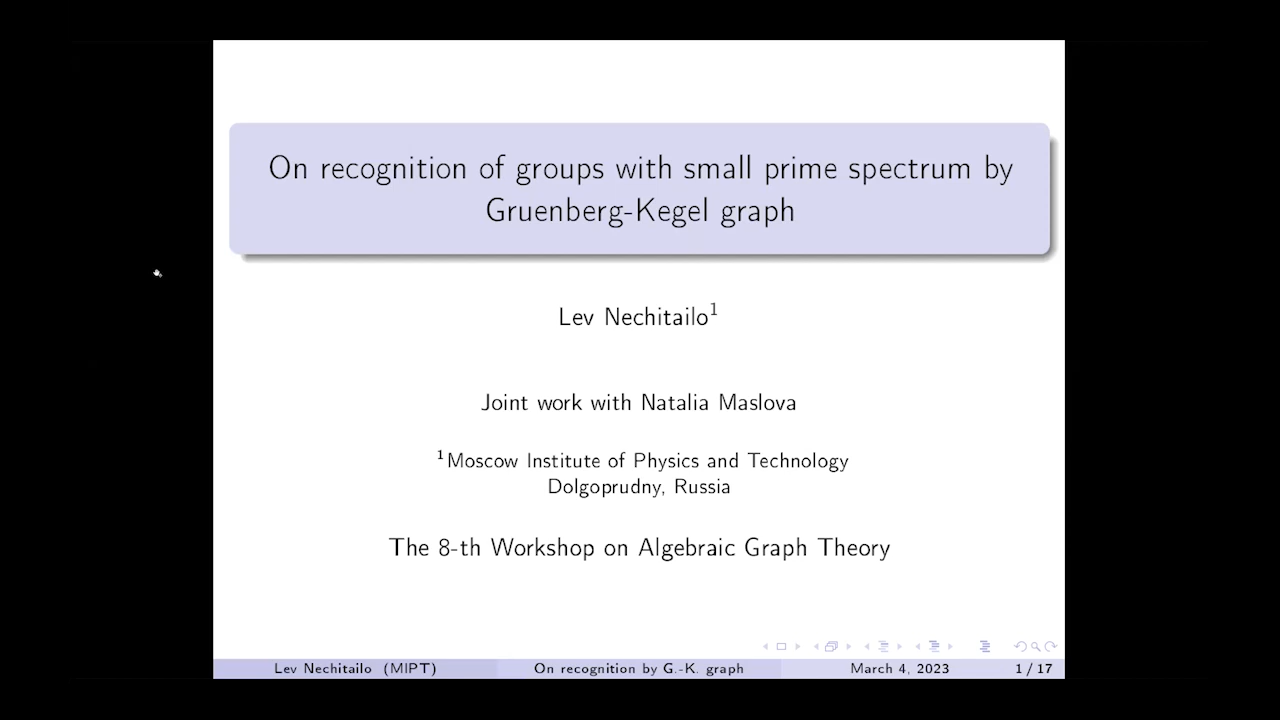 On recognition of groups with small prime spectrum by
Gruenberg-Kegel graph
Lev Nechitailo¹
Joint work with Natalia Maslova
¹Moscow Institute of Physics and Technology
Dolgoprudny, Russia
The 8-th Workshop on Algebraic Graph Theory
Lev Nechitailo (MIPT) On recognition by G.-K. graph March 4, 2023 1 / 17